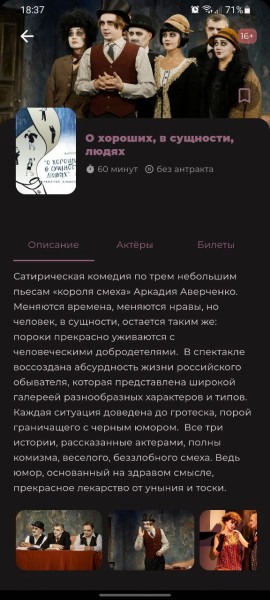 18:37
71%
16+
О хороших, в сущности,
людях
60 минут
без антракта
"О ХОРОШИХ,
В СУЩНОСТИ,
ЛЮДЯХ"
Описание
Актёры
Билеты
Сатирическая комедия по трем небольшим
пьесам «короля смеха» Аркадия Аверченко.
Меняются времена, меняются нравы, но
человек, в сущности, остается таким же:
пороки прекрасно уживаются с
человеческими добродетелями. В спектакле
воссоздана абсурдность жизни российского
обывателя, которая представлена широкой
галереей разнообразных характеров и типов.
Каждая ситуация доведена до гротеска, порой
граничащего с черным юмором. Все три
истории, рассказанные актерами, полны
комизма, веселого, беззлобного смеха. Ведь
юмор, основанный на здравом смысле,
прекрасное лекарство от уныния и тоски.